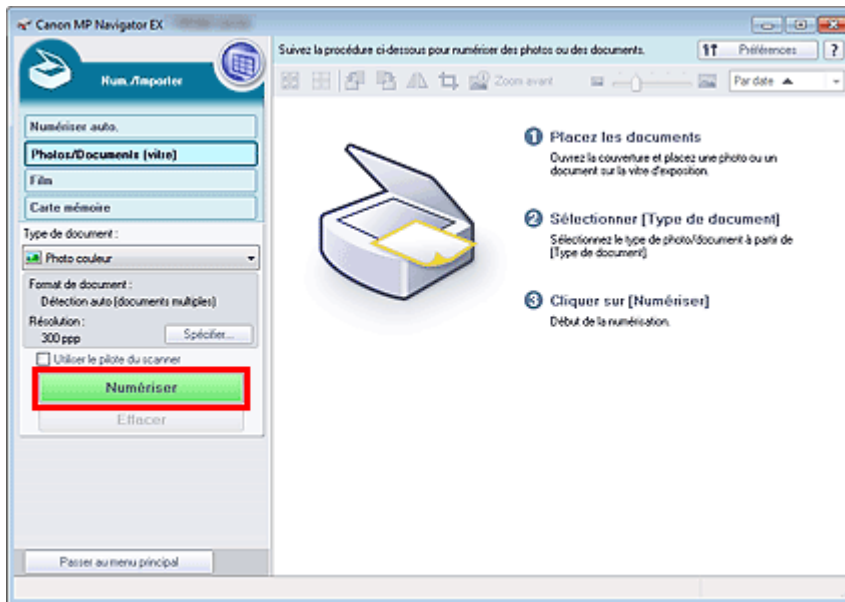 Canon MP Navigator EX
Num./Importer
Numériser auto.
Photos/Documents (vitre)
Film
Carte mémoire
Type de document :
Photo couleur
Format de document :
Détection auto (documents multiples)
Résolution :
300 ppp
Spécifier...
Utiliser le pilote du scanner
Numériser
Effacer
Passer au menu principal
Suivez la procédure ci-dessous pour numériser des photos ou des documents.
Préférences
?
Zoom avant
Par date
1 Placez les documents
Ouvrez la couverture et placez une photo ou un
document sur la vitre d'exposition.
2 Sélectionner [Type de document]
Sélectionnez le type de photo/document à partir de
[Type de document]
3 Cliquer sur [Numériser]
Début de la numérisation.